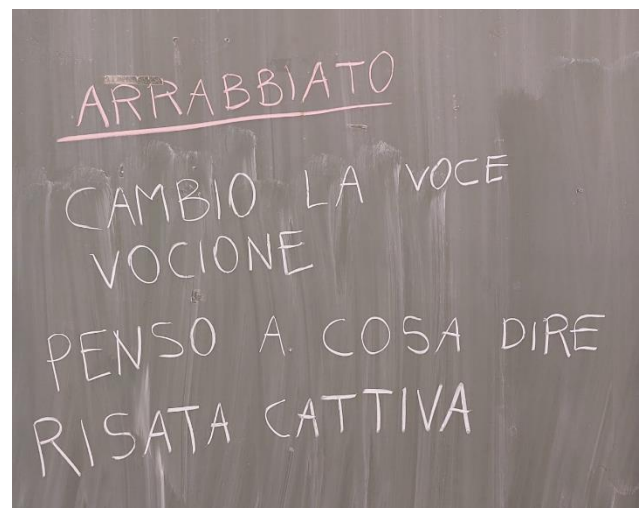 ARRABBIATO
CAMBIO LA VOCE
VOCIONE
PENSO A COSA DIRE
RISATA CATTIVA